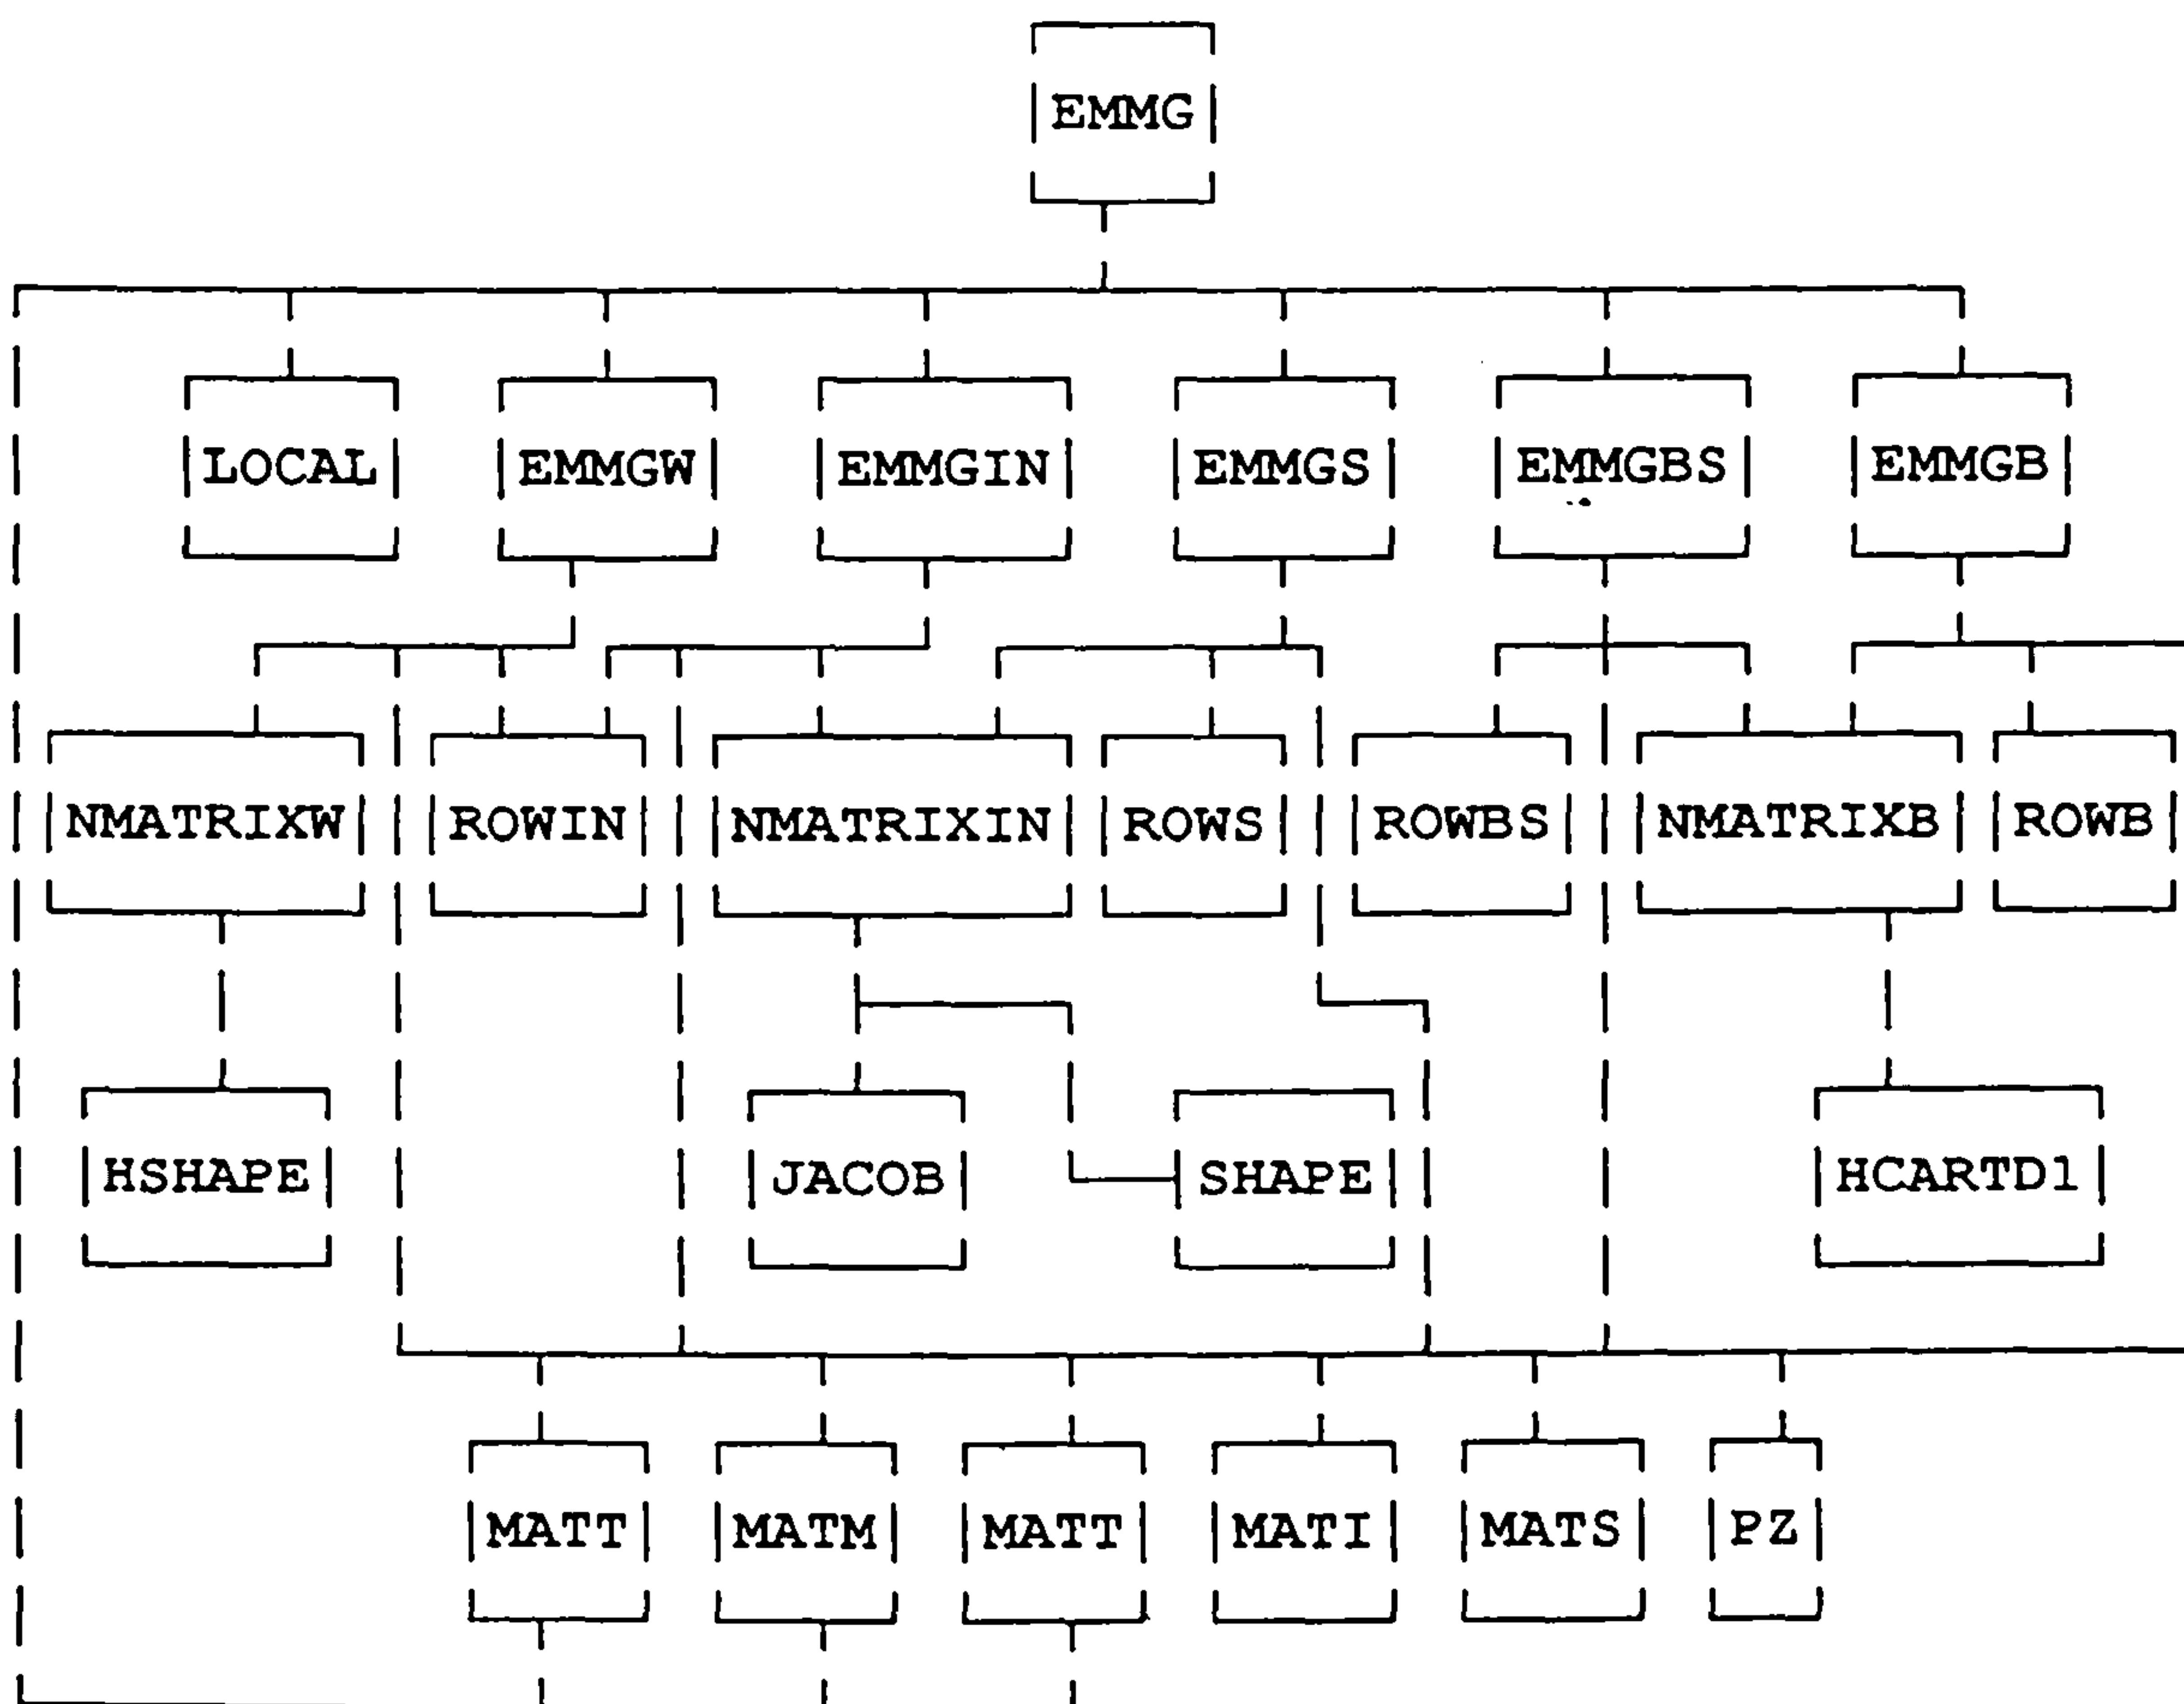 EMMG
LOCAL EMMGW EMMGIN EMMGS EMMGBS EMMGB
NMATRIXW ROWIN NMATRIXIN ROWS ROWBS NMATRIXB ROWB
HSHAPE JACOB SHAPE HCARTD1
MATT MATM MATT MATI MATS PZ